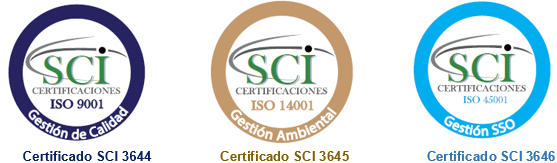 SCI
CERTIFICACIONES
ISO 9001
Gestión de Calidad
Certificado SCI 3644
SCI
CERTIFICACIONES
ISO 14001
Gestión Ambiental
Certificado SCI 3645
SCI
CERTIFICACIONES
ISO 45001
Gestión SSO
Certificado SCI 3646